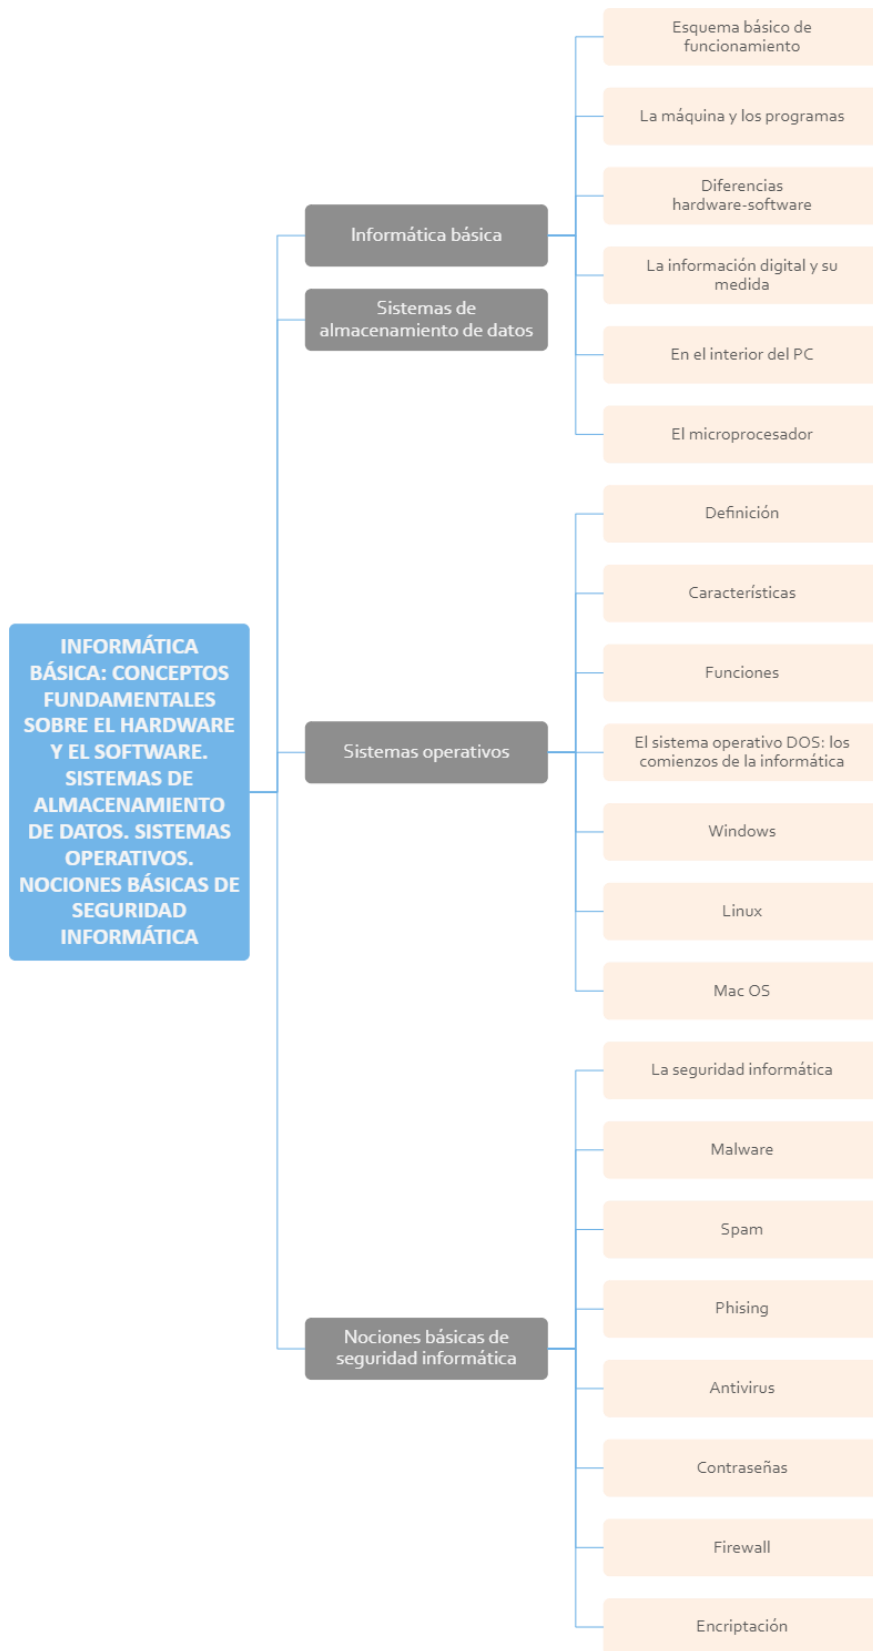 INFORMÁTICA
BÁSICA: CONCEPTOS
FUNDAMENTALES
SOBRE EL HARDWARE
Y EL SOFTWARE.
SISTEMAS DE
ALMACENAMIENTO
DE DATOS. SISTEMAS
OPERATIVOS.
NOCIONES BÁSICAS DE
SEGURIDAD
INFORMÁTICA
Informática básica
Esquema básico de
funcionamiento
La máquina y los programas
Diferencias
hardware-software
La información digital y su
medida
En el interior del PC
El microprocesador
Sistemas de
almacenamiento de datos
Sistemas operativos
Definición
Características
Funciones
El sistema operativo DOS: los
comienzos de la informática
Windows
Linux
Mac OS
Nociones básicas de
seguridad informática
La seguridad informática
Malware
Spam
Phising
Antivirus
Contraseñas
Firewall
Encriptación